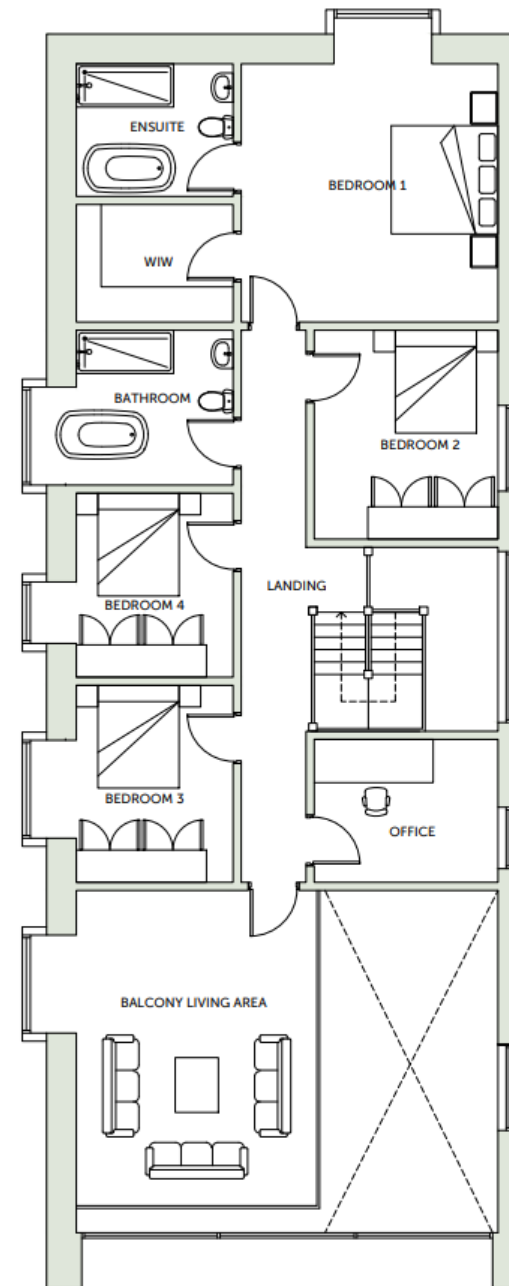 ENSUITE
BEDROOM 1
WIW
BATHROOM
BEDROOM 2
LANDING
BEDROOM 4
BEDROOM 3
OFFICE
BALCONY LIVING AREA